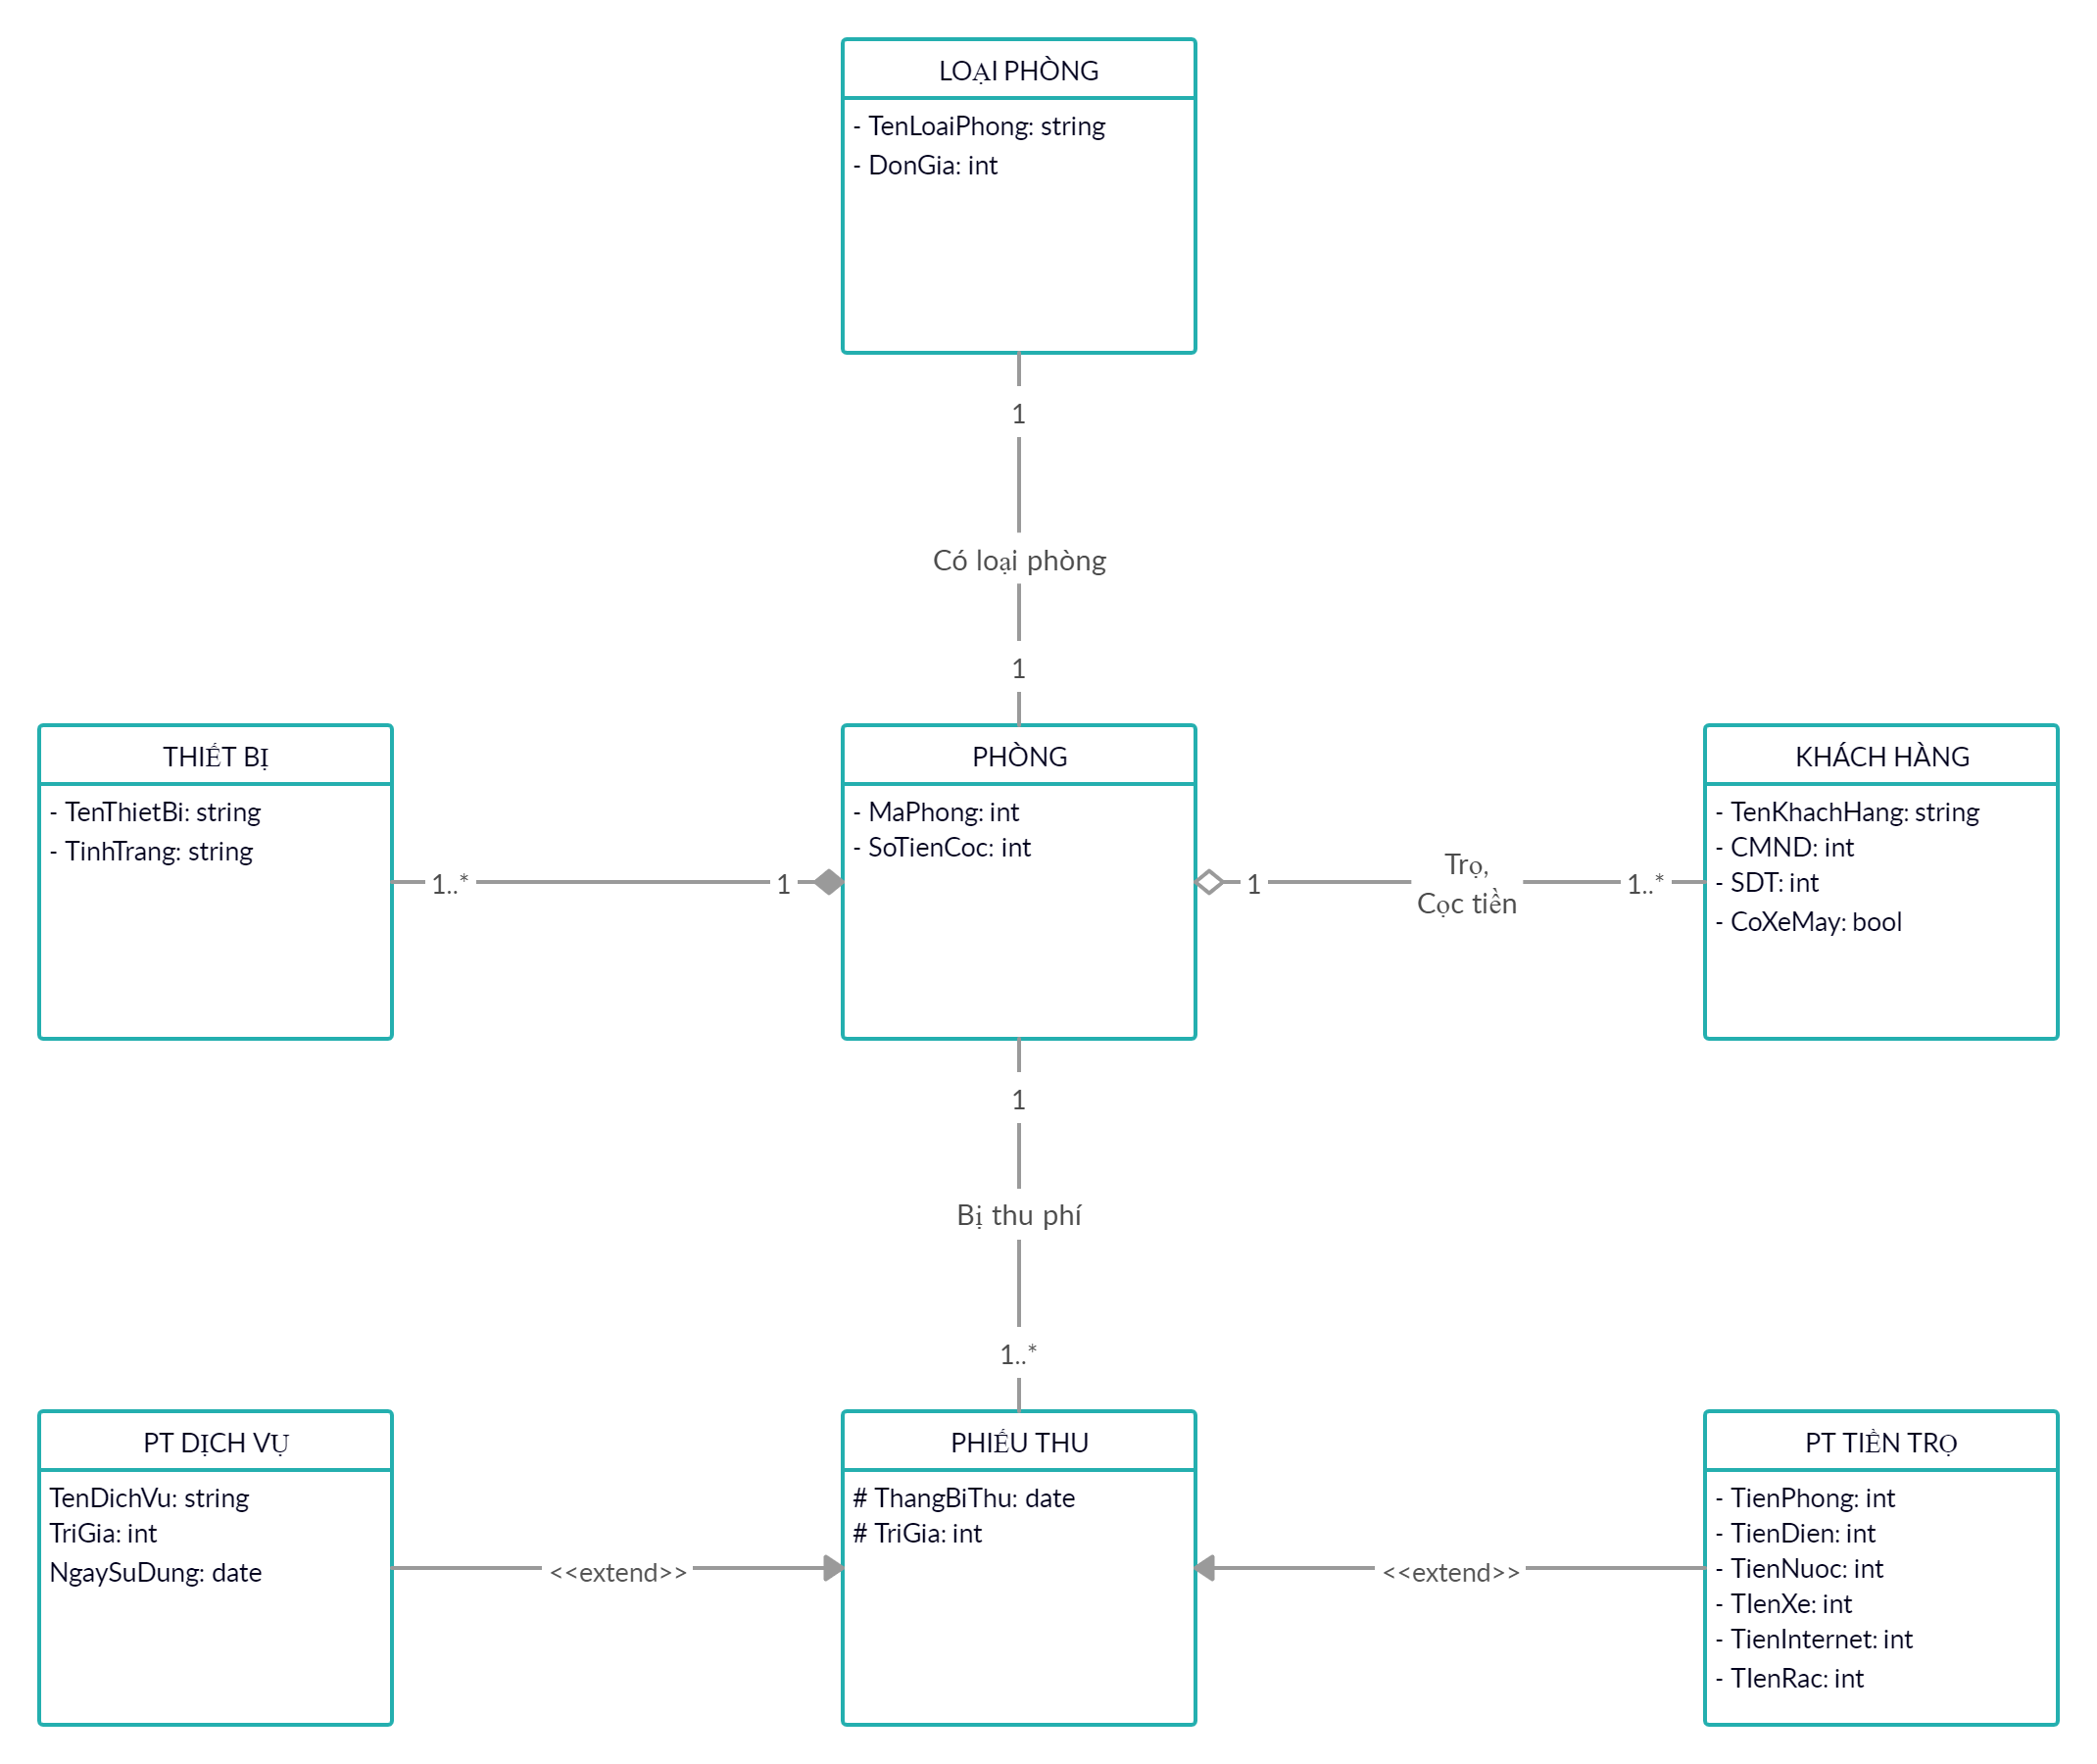 LOẠI PHÒNG
- TenLoaiPhong: string
- DonGia: int
1
Có loại phòng
1
THIẾT BỊ
- TenThietBi: string
- TinhTrang: string
1..*
1
PHÒNG
- MaPhong: int
- SoTienCoc: int
1
Trọ,
Cọc tiền
1..*
KHÁCH HÀNG
- TenKhachHang: string
- CMND: int
- SDT: int
- CoXeMay: bool
1
Bị thu phí
1..*
PT DỊCH VỤ
TenDichVu: string
TriGia: int
NgaySuDung: date
<<extend>>
PHIẾU THU
# ThangBiThu: date
# TriGia: int
<<extend>>
PT TIỀN TRỌ
- TienPhong: int
- TienDien: int
- TienNuoc: int
- TIenXe: int
- TienInternet: int
- TIenRac: int